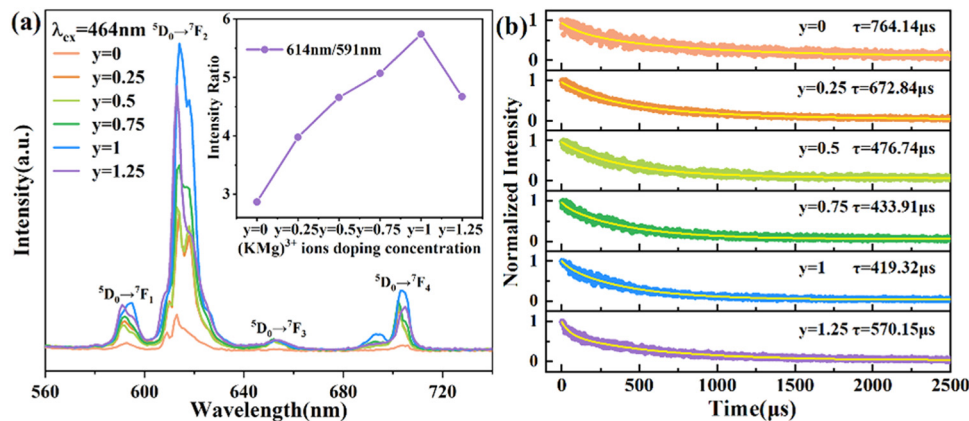 (a)
λex=464nm
y=0
y=0.25
y=0.5
y=0.75
y=1
y=1.25
⁵D₀→⁷F₂
⁵D₀→⁷F₁
⁵D₀→⁷F₃
⁵D₀→⁷F₄
Intensity(a.u.)
560 600 640 680 720
Wavelength(nm)
614nm/591nm
Intensity Ratio
6
5
4
3
y=0 y=0.25 y=0.5 y=0.75 y=1 y=1.25
(KMg)³⁺ ions doping concentration
(b)
Normalized Intensity
1
0
y=0 τ=764.14μs
1
0
y=0.25 τ=672.84μs
1
0
y=0.5 τ=476.74μs
1
0
y=0.75 τ=433.91μs
1
0
y=1 τ=419.32μs
1
0
y=1.25 τ=570.15μs
0 500 1000 1500 2000 2500
Time(μs)